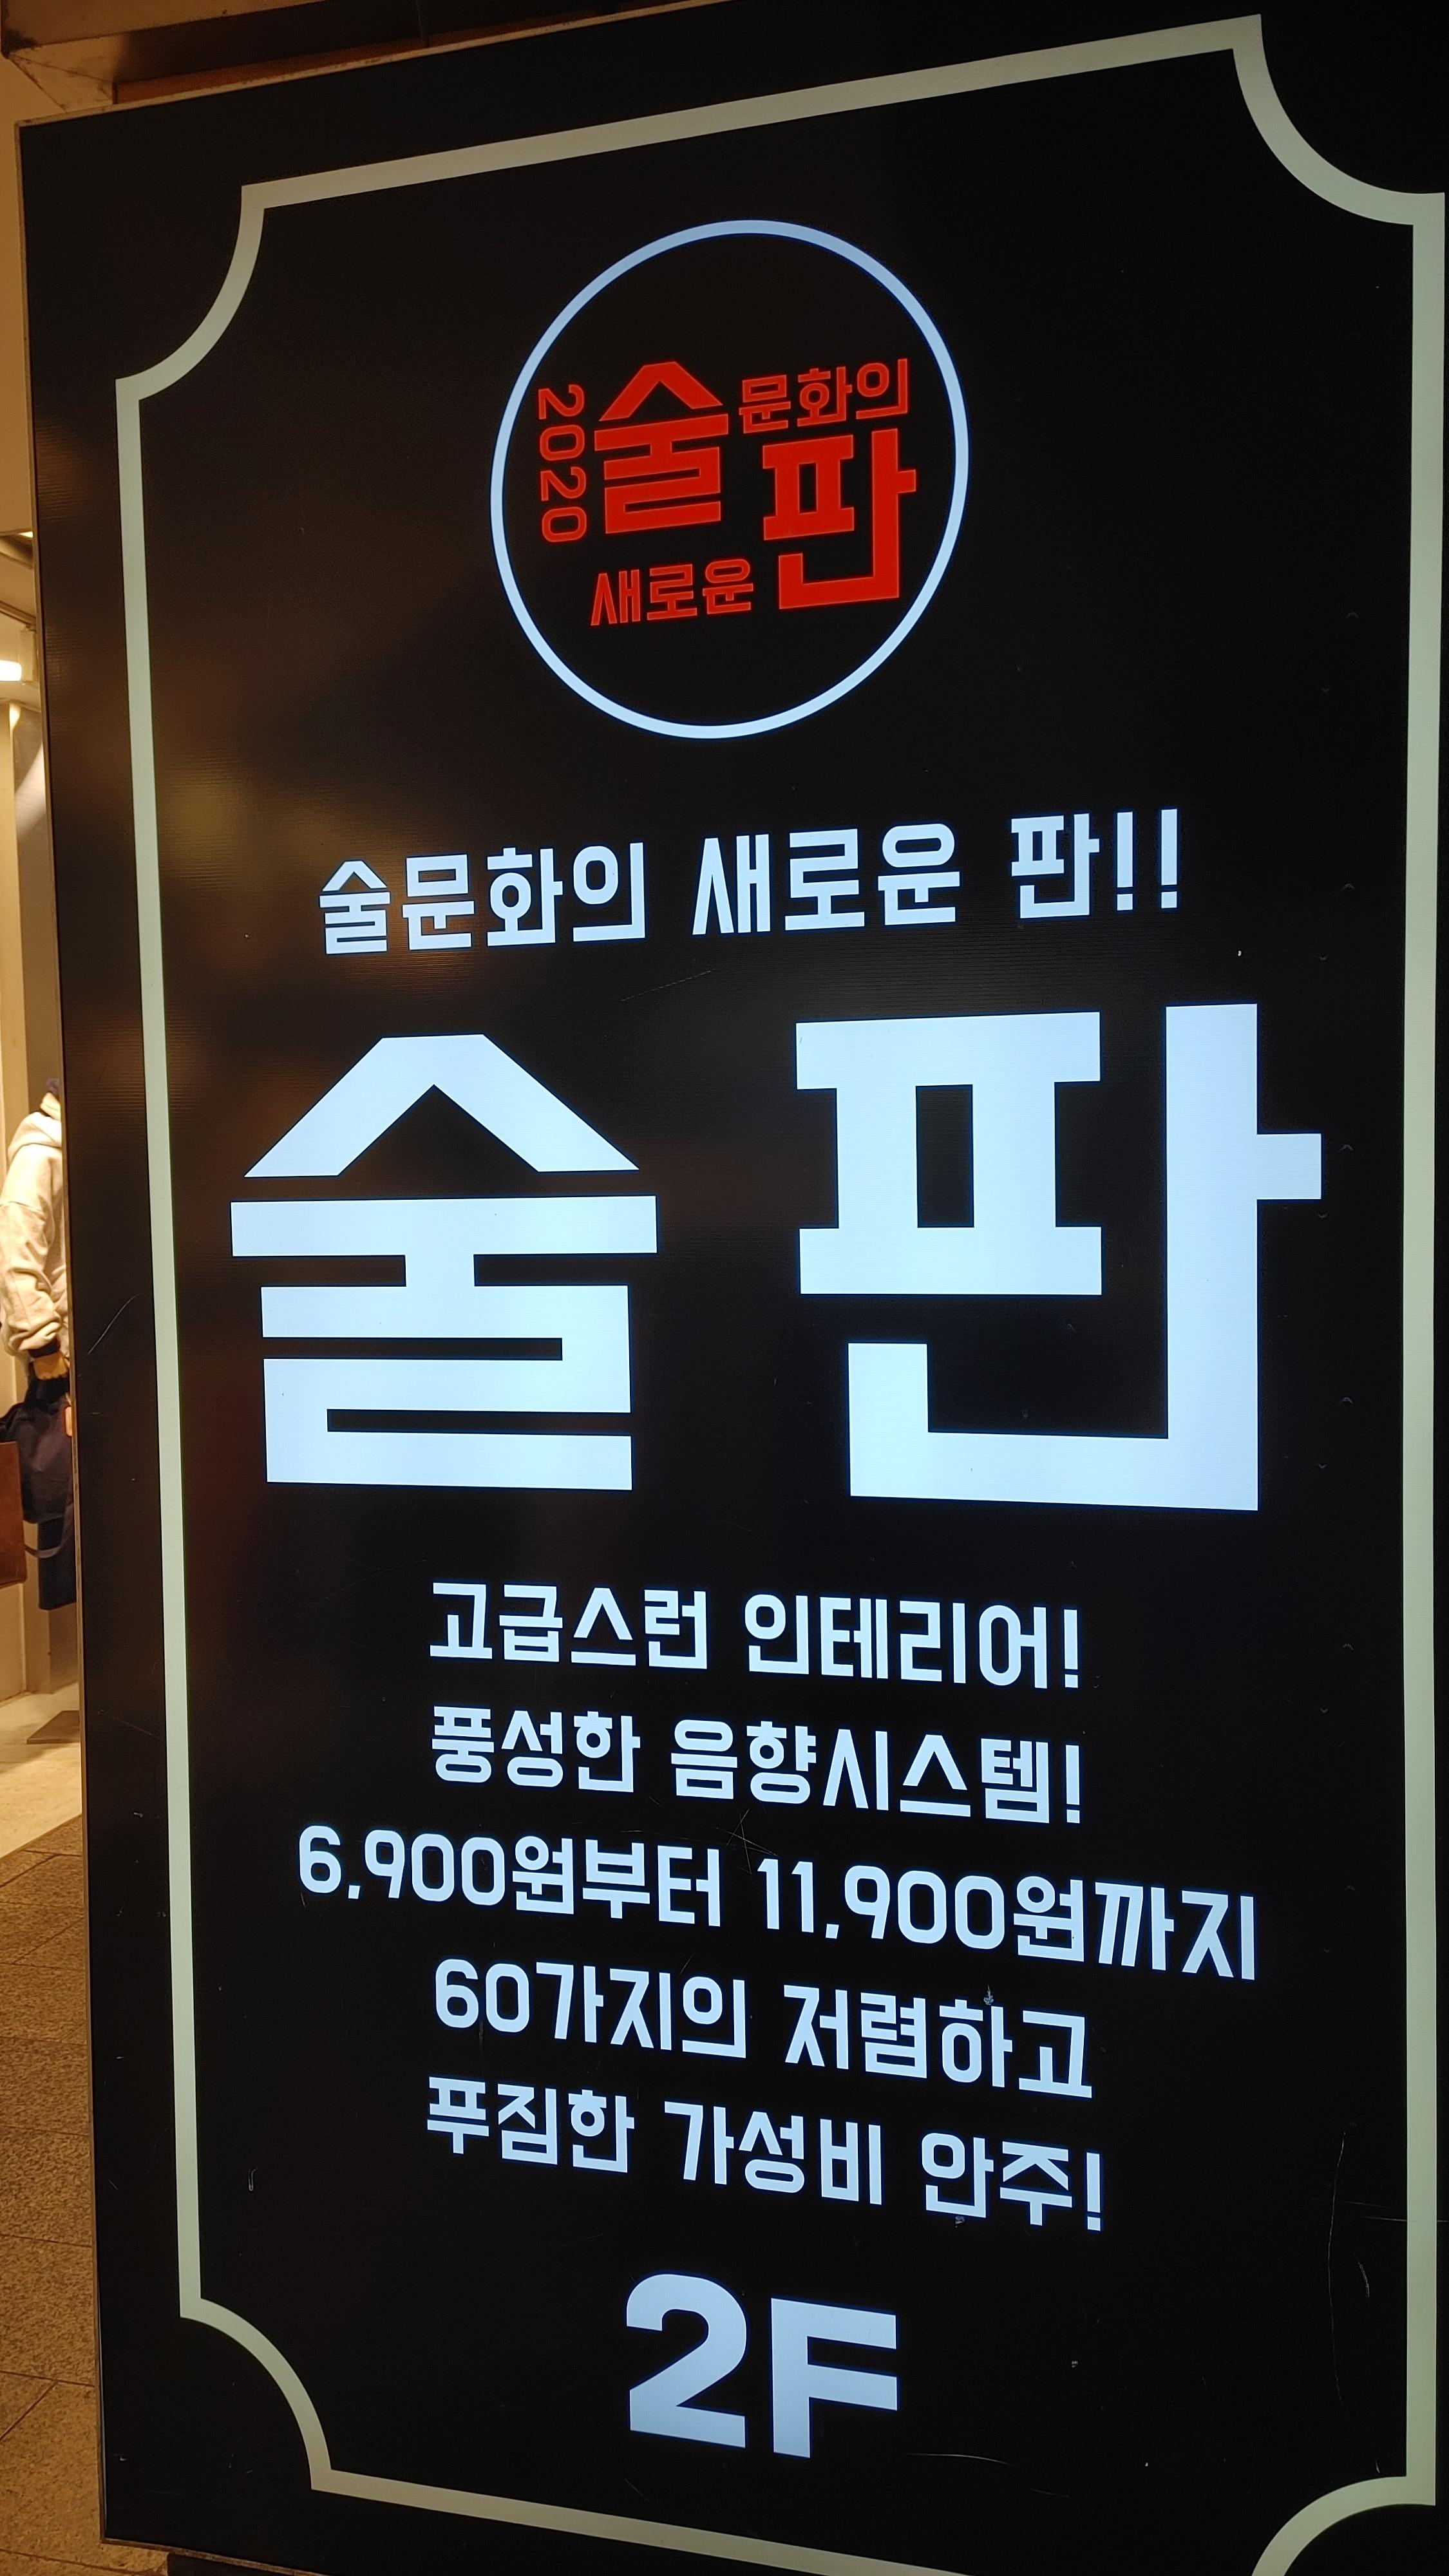 2020
술문화의
새로운 판
술문화의 새로운 판!!
술판
고급스런 인테리어!
풍성한 음향시스템!
6,900원부터 11,900원까지
60가지의 저렴하고
푸짐한 가성비 안주!
2F